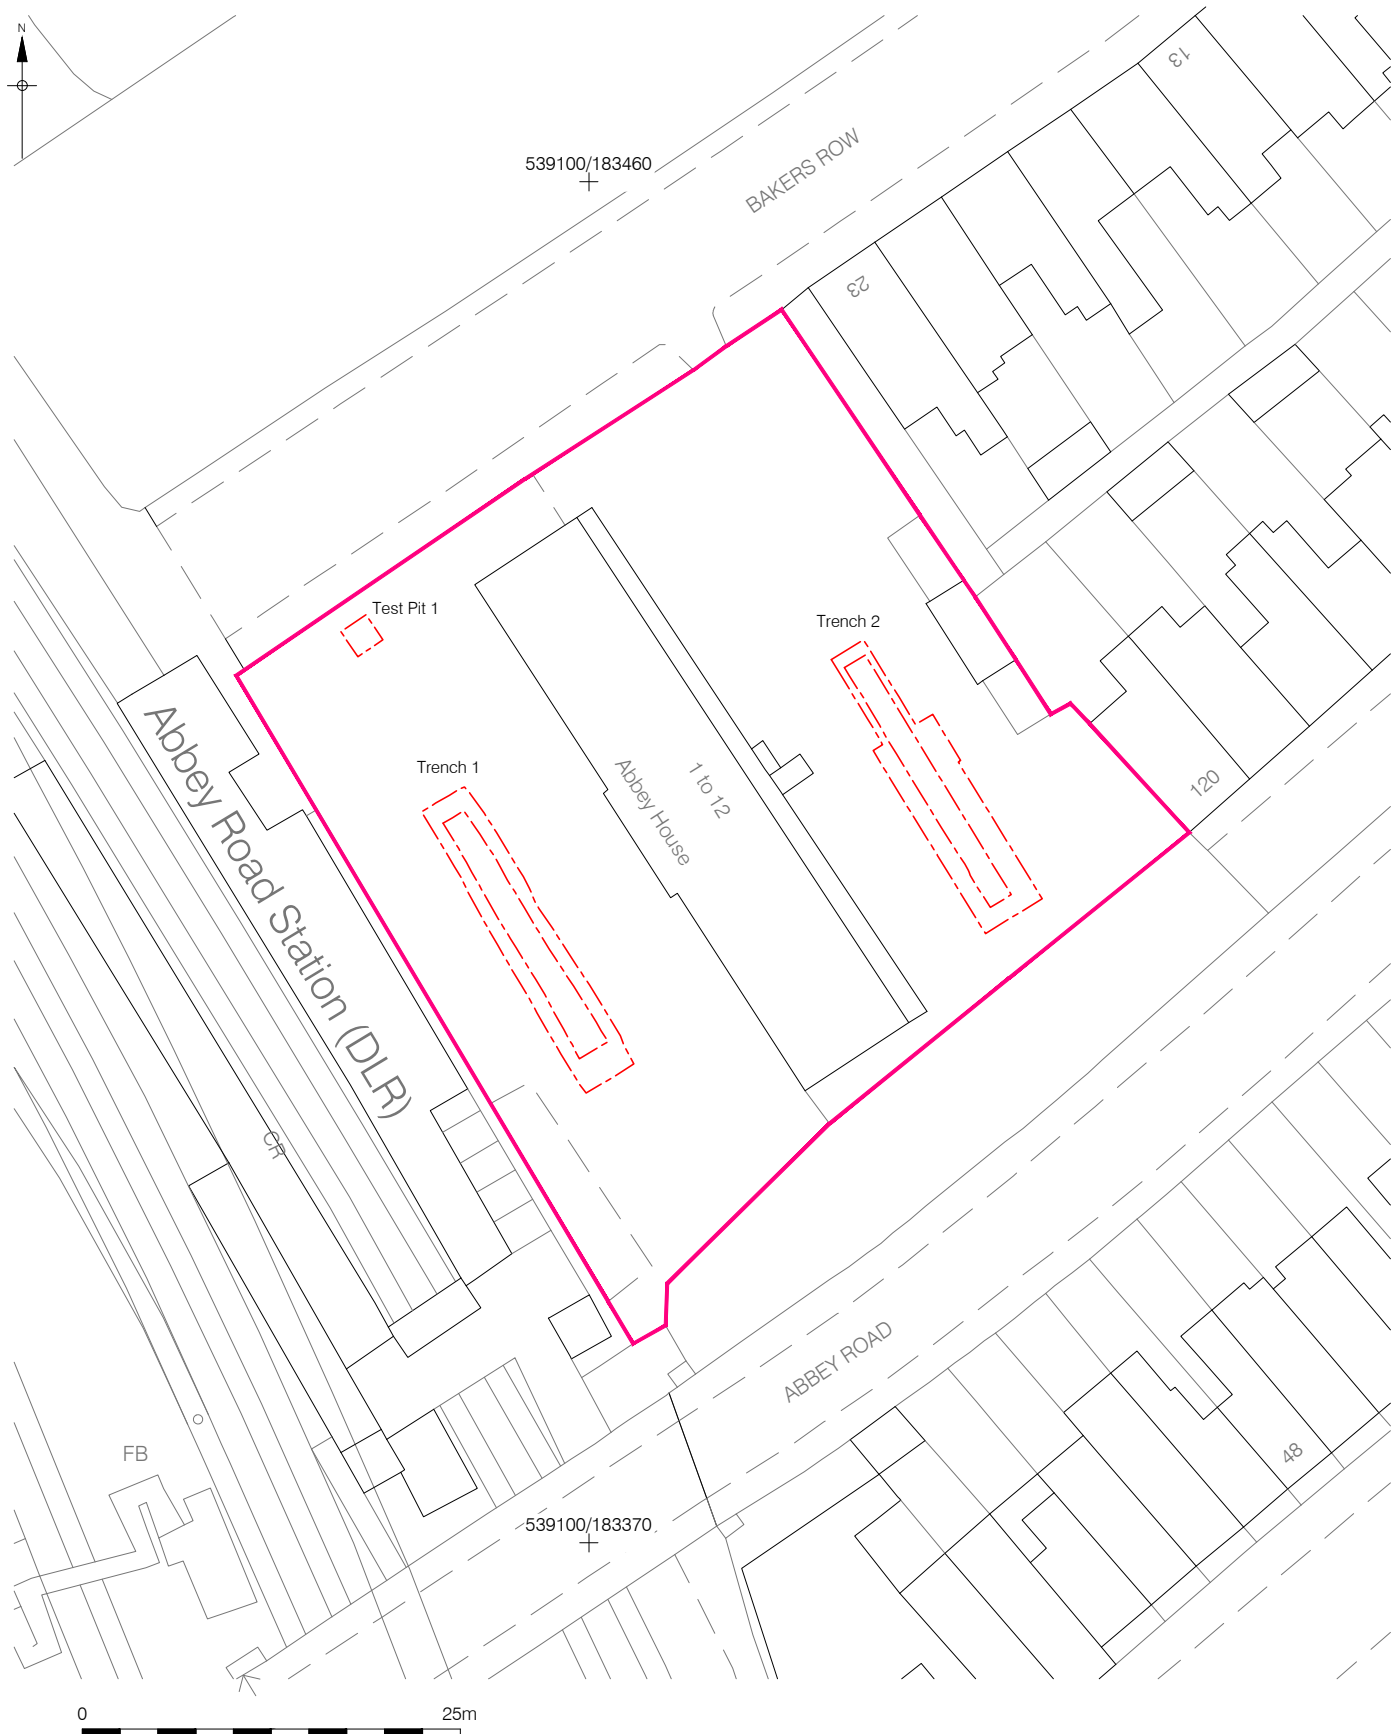 N
13
BAKERS ROW
539100/183460
23
Test Pit 1
Trench 2
Trench 1
Abbey House
1 to 12
120
Abbey Road Station (DLR)
CR
ABBEY ROAD
FB
48
539100/183370
0
25m